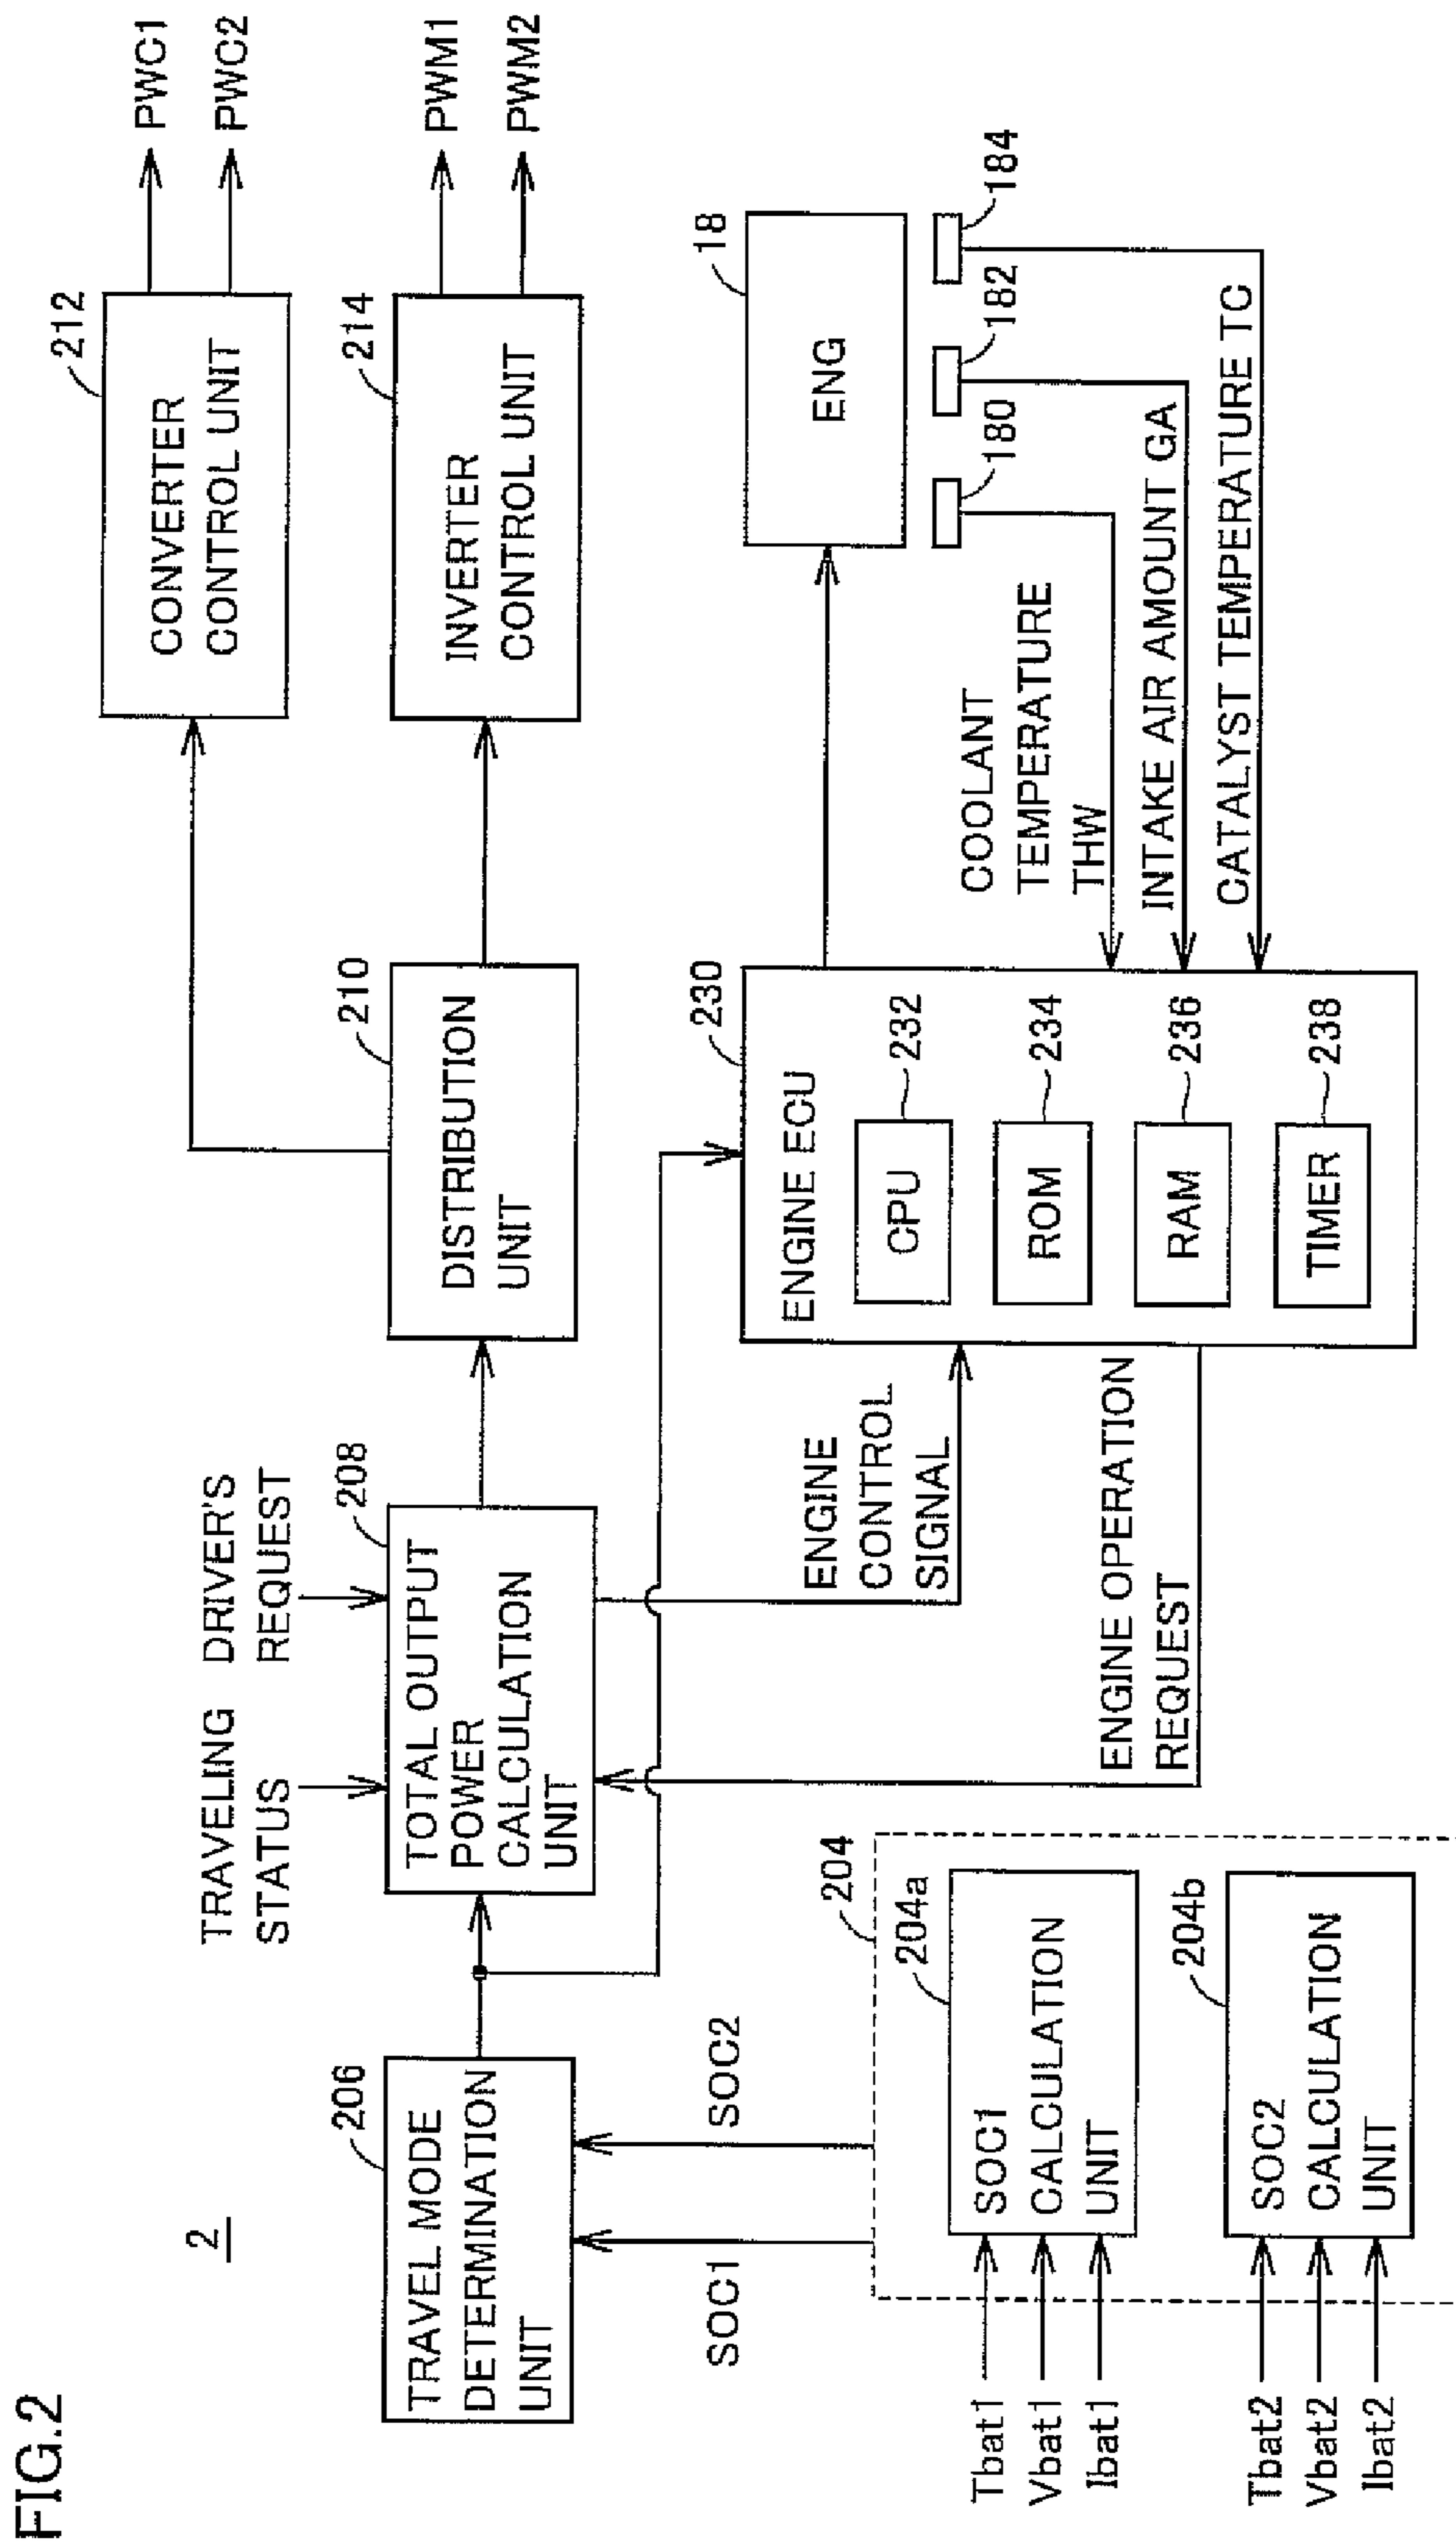 FIG.2
2
TRAVELING
STATUS
DRIVER'S
REQUEST
206
TRAVEL MODE
DETERMINATION
UNIT
208
TOTAL OUTPUT
POWER
CALCULATION
UNIT
210
DISTRIBUTION
UNIT
212
CONVERTER
CONTROL UNIT
PWC1
PWC2
214
INVERTER
CONTROL UNIT
PWM1
PWM2
SOC1
SOC2
204
204a
SOC1
CALCULATION
UNIT
Tbat1
Vbat1
Ibat1
204b
SOC2
CALCULATION
UNIT
Tbat2
Vbat2
Ibat2
ENGINE
CONTROL
SIGNAL
ENGINE OPERATION
REQUEST
230
ENGINE ECU
CPU
232
ROM
234
RAM
236
TIMER
238
18
ENG
180
182
184
COOLANT
TEMPERATURE
THW
INTAKE AIR AMOUNT GA
CATALYST TEMPERATURE TC